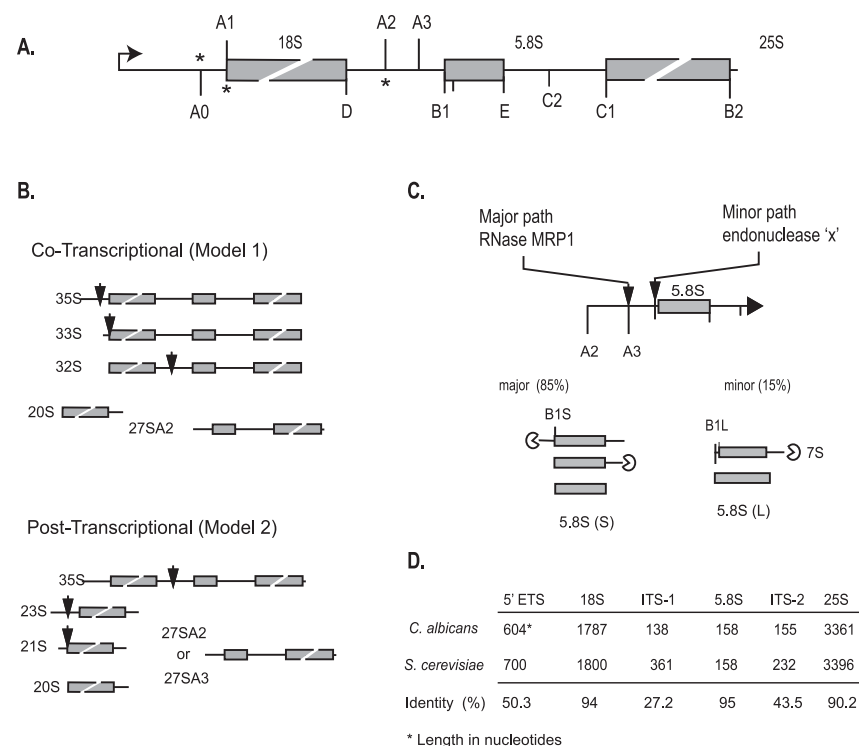 A.
A1 A2 A3
18S 5.8S 25S
*
* *
A0 D B1 E C2 C1 B2
B.
Co-Transcriptional (Model 1)
35S
33S
32S
20S
27SA2
Post-Transcriptional (Model 2)
35S
23S
21S
20S
27SA2
or
27SA3
C.
Major path
RNase MRP1
Minor path
endonuclease ‘x’
5.8S
A2 A3
major (85%) minor (15%)
B1S
B1L
7S
5.8S (S)
5.8S (L)
D.
5' ETS 18S ITS-1 5.8S ITS-2 25S
C. albicans 604* 1787 138 158 155 3361
S. cerevisiae 700 1800 361 158 232 3396
Identity (%) 50.3 94 27.2 95 43.5 90.2
* Length in nucleotides